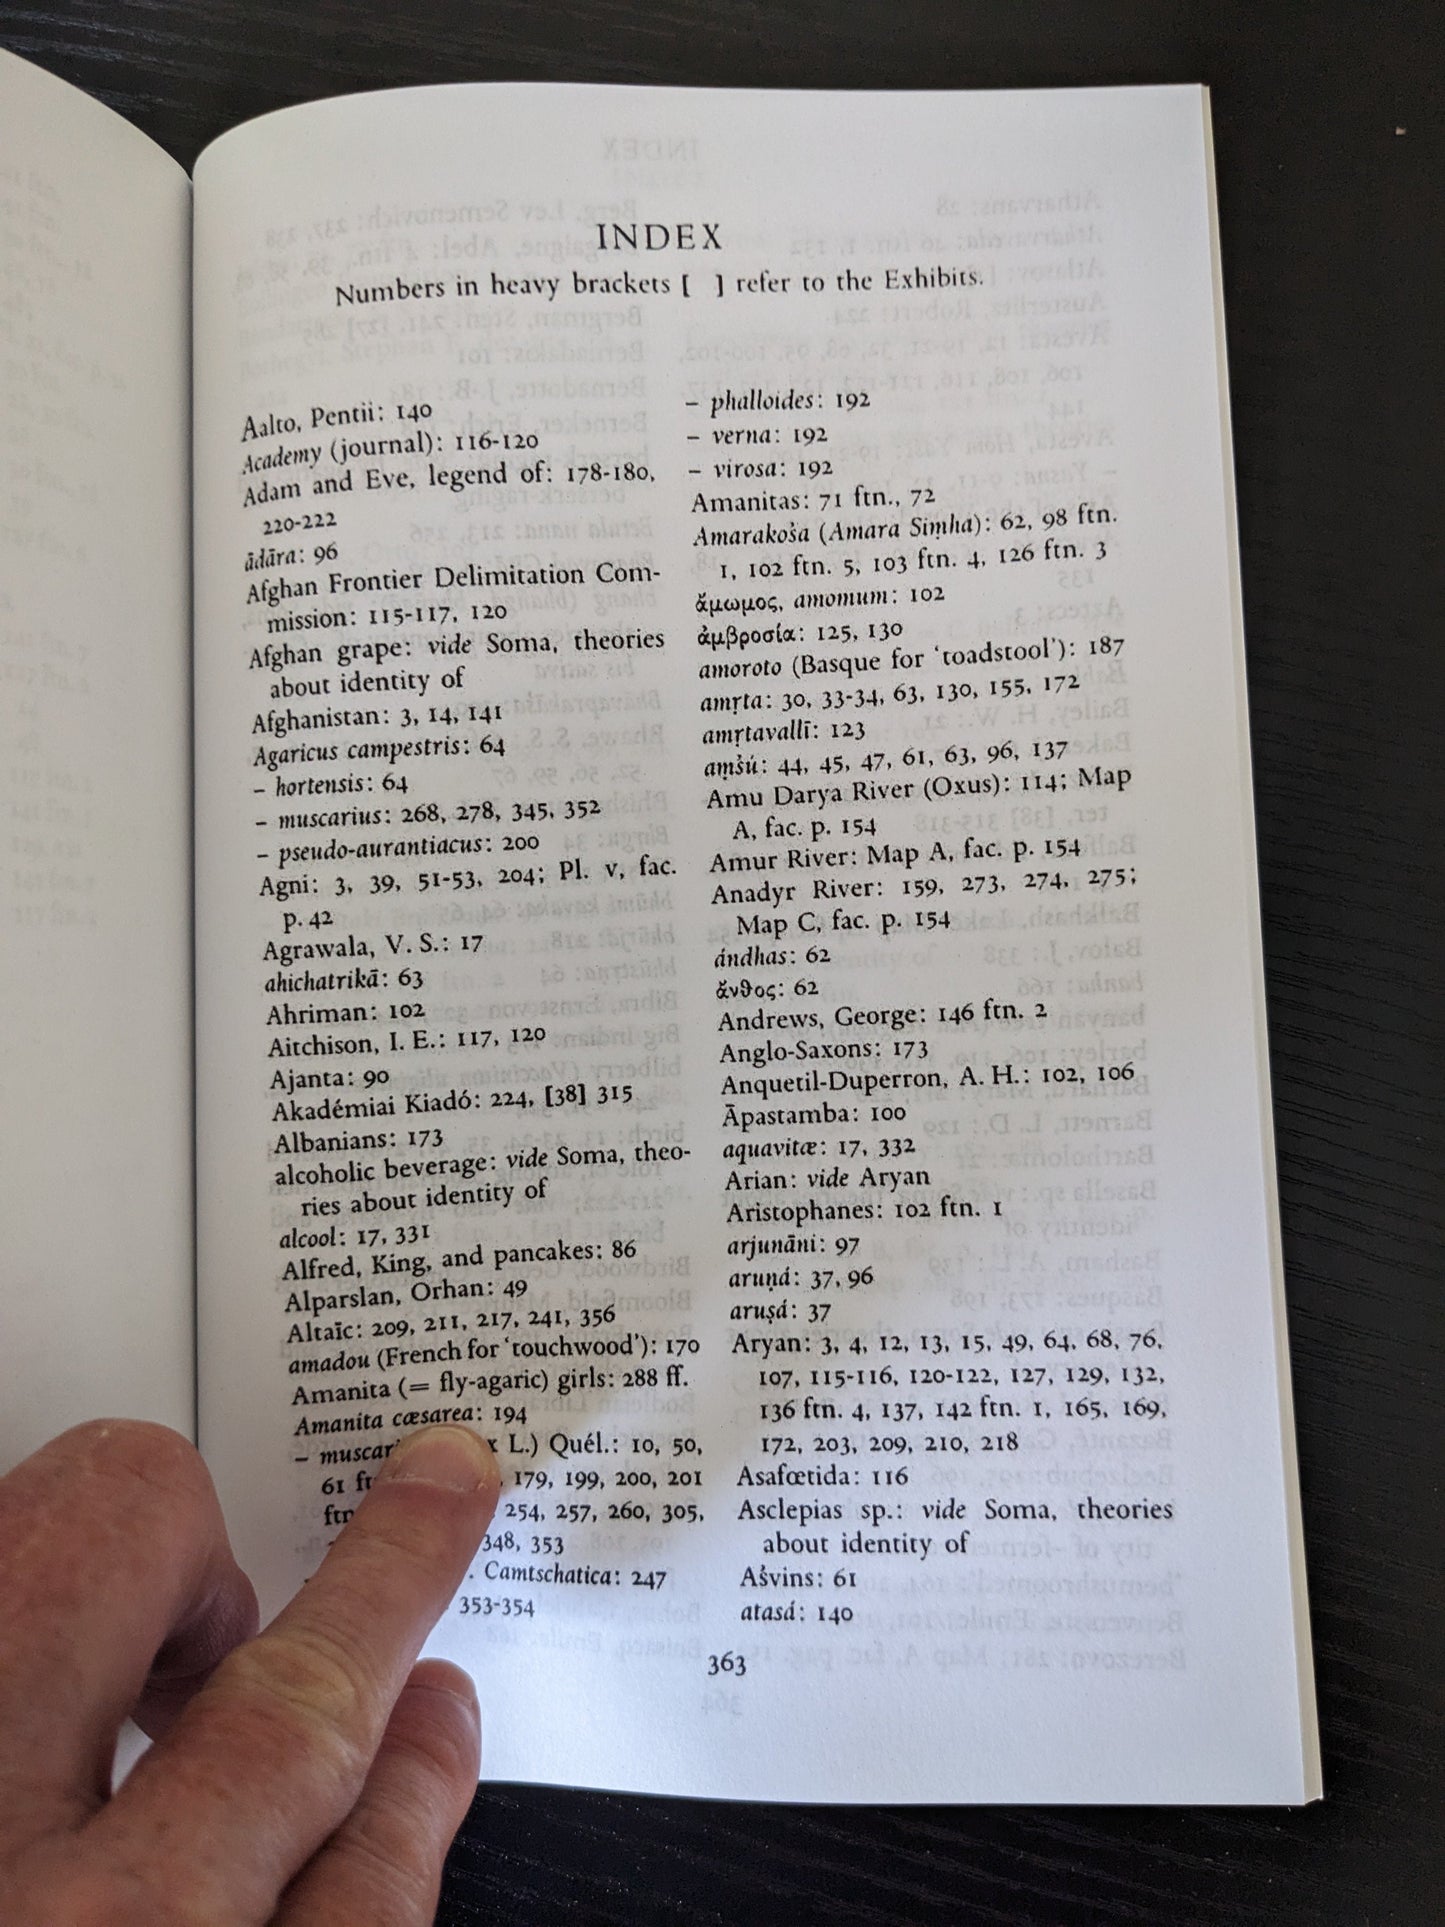 INDEX
Numbers in heavy brackets [ ] refer to the Exhibits.
Aalto, Pentii: 140
Academy (journal): 116-120
Adam and Eve, legend of: 178-180,
220-222
ādāra: 96
Afghan Frontier Delimitation Com-
mission: 115-117, 120
Afghan grape: vide Soma, theories
about identity of
Afghanistan: 3, 14, 141
Agaricus campestris: 64
– hortensis: 64
– muscarius: 268, 278, 345, 352
– pseudo-aurantiacus: 200
Agni: 3, 39, 51-53, 204; Pl. v, fac.
p. 42
Agrawala, V. S.: 17
ahichatrikā: 63
Ahriman: 102
Aitchison, I. E.: 117, 120
Ajanta: 90
Akadémiai Kiadó: 224, [38] 315
Albanians: 173
alcoholic beverage: vide Soma, theo-
ries about identity of
alcool: 17, 331
Alfred, King, and pancakes: 86
Alparslan, Orhan: 49
Altaïc: 209, 211, 217, 241, 356
amadou (French for ‘touchwood’): 170
Amanita (= fly-agaric) girls: 288 ff.
Amanita cæsarea: 194
– L.) Quél.: 10, 50,
61 179, 199, 200, 201
254, 257, 260, 305,
348, 353
Camtschatica: 247
353-354
– phalloides: 192
– verna: 192
– virosa: 192
Amanitas: 71 ftn., 72
Amarakoṡa (Amara Siṃha): 62, 98 ftn.
1, 102 ftn. 5, 103 ftn. 4, 126 ftn. 3
ἄμωμος, amomum: 102
ἀμβροσία: 125, 130
amoroto (Basque for ‘toadstool’): 187
amṛta: 30, 33-34, 63, 130, 155, 172
amṛtavallī: 123
aṃṡú: 44, 45, 47, 61, 63, 96, 137
Amu Darya River (Oxus): 114; Map
A, fac. p. 154
Amur River: Map A, fac. p. 154
Anadyr River: 159, 273, 274, 275;
Map C, fac. p. 154
ándhas: 62
ἄνθος: 62
Andrews, George: 146 ftn. 2
Anglo-Saxons: 173
Anquetil-Duperron, A. H.: 102, 106
Āpastamba: 100
aquavitæ: 17, 332
Arian: vide Aryan
Aristophanes: 102 ftn. 1
arjunāni: 97
aruṇá: 37, 96
aruṣá: 37
Aryan: 3, 4, 12, 13, 15, 49, 64, 68, 76,
107, 115-116, 120-122, 127, 129, 132,
136 ftn. 4, 137, 142 ftn. 1, 165, 169,
172, 203, 209, 210, 218
Asafœtida: 116
Asclepias sp.: vide Soma, theories
about identity of
Aṡvins: 61
atasá: 140
363